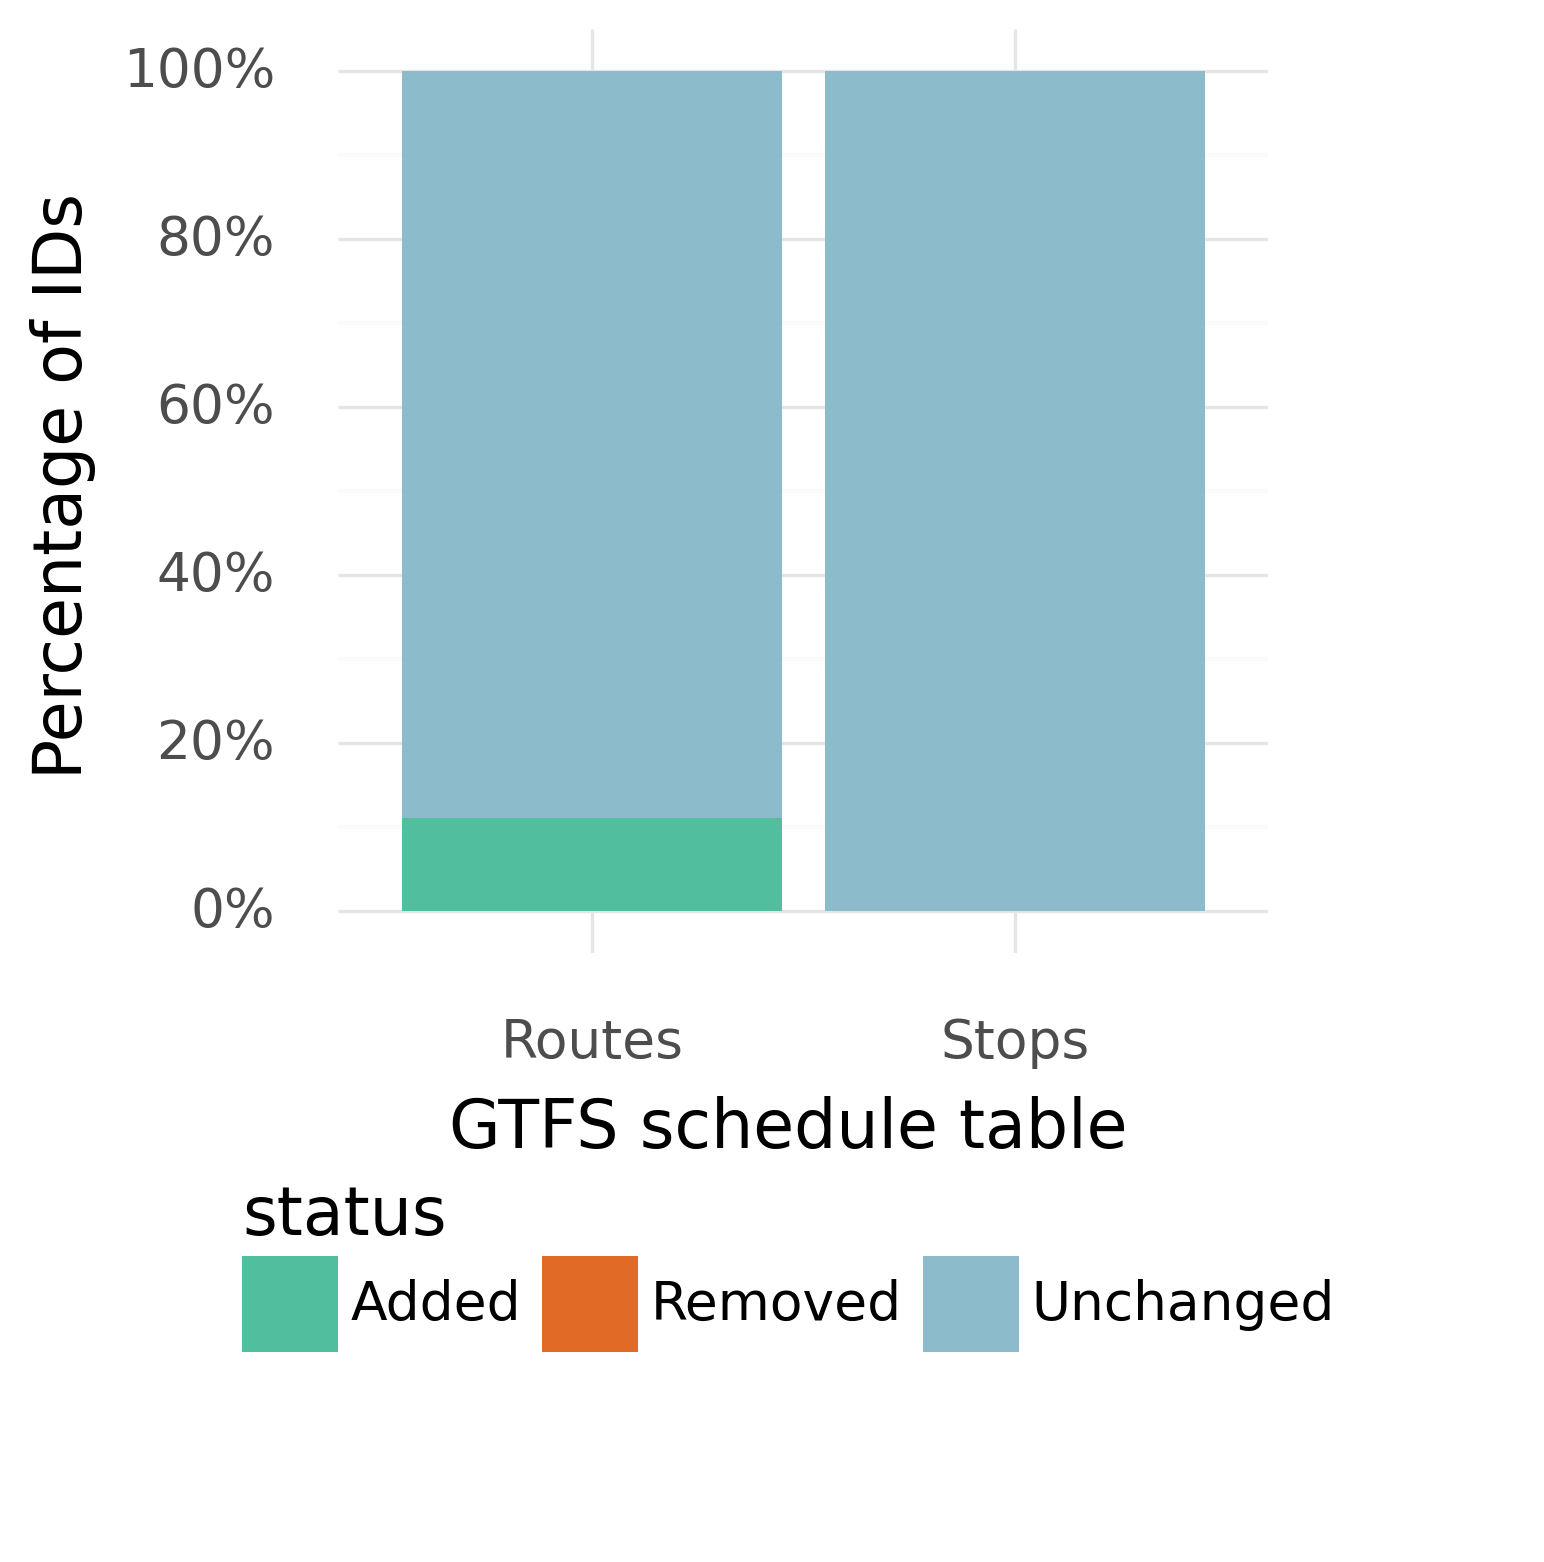 100%
80%
60%
40%
20%
0%
Percentage of IDs
Routes Stops
GTFS schedule table
status
Added Removed Unchanged